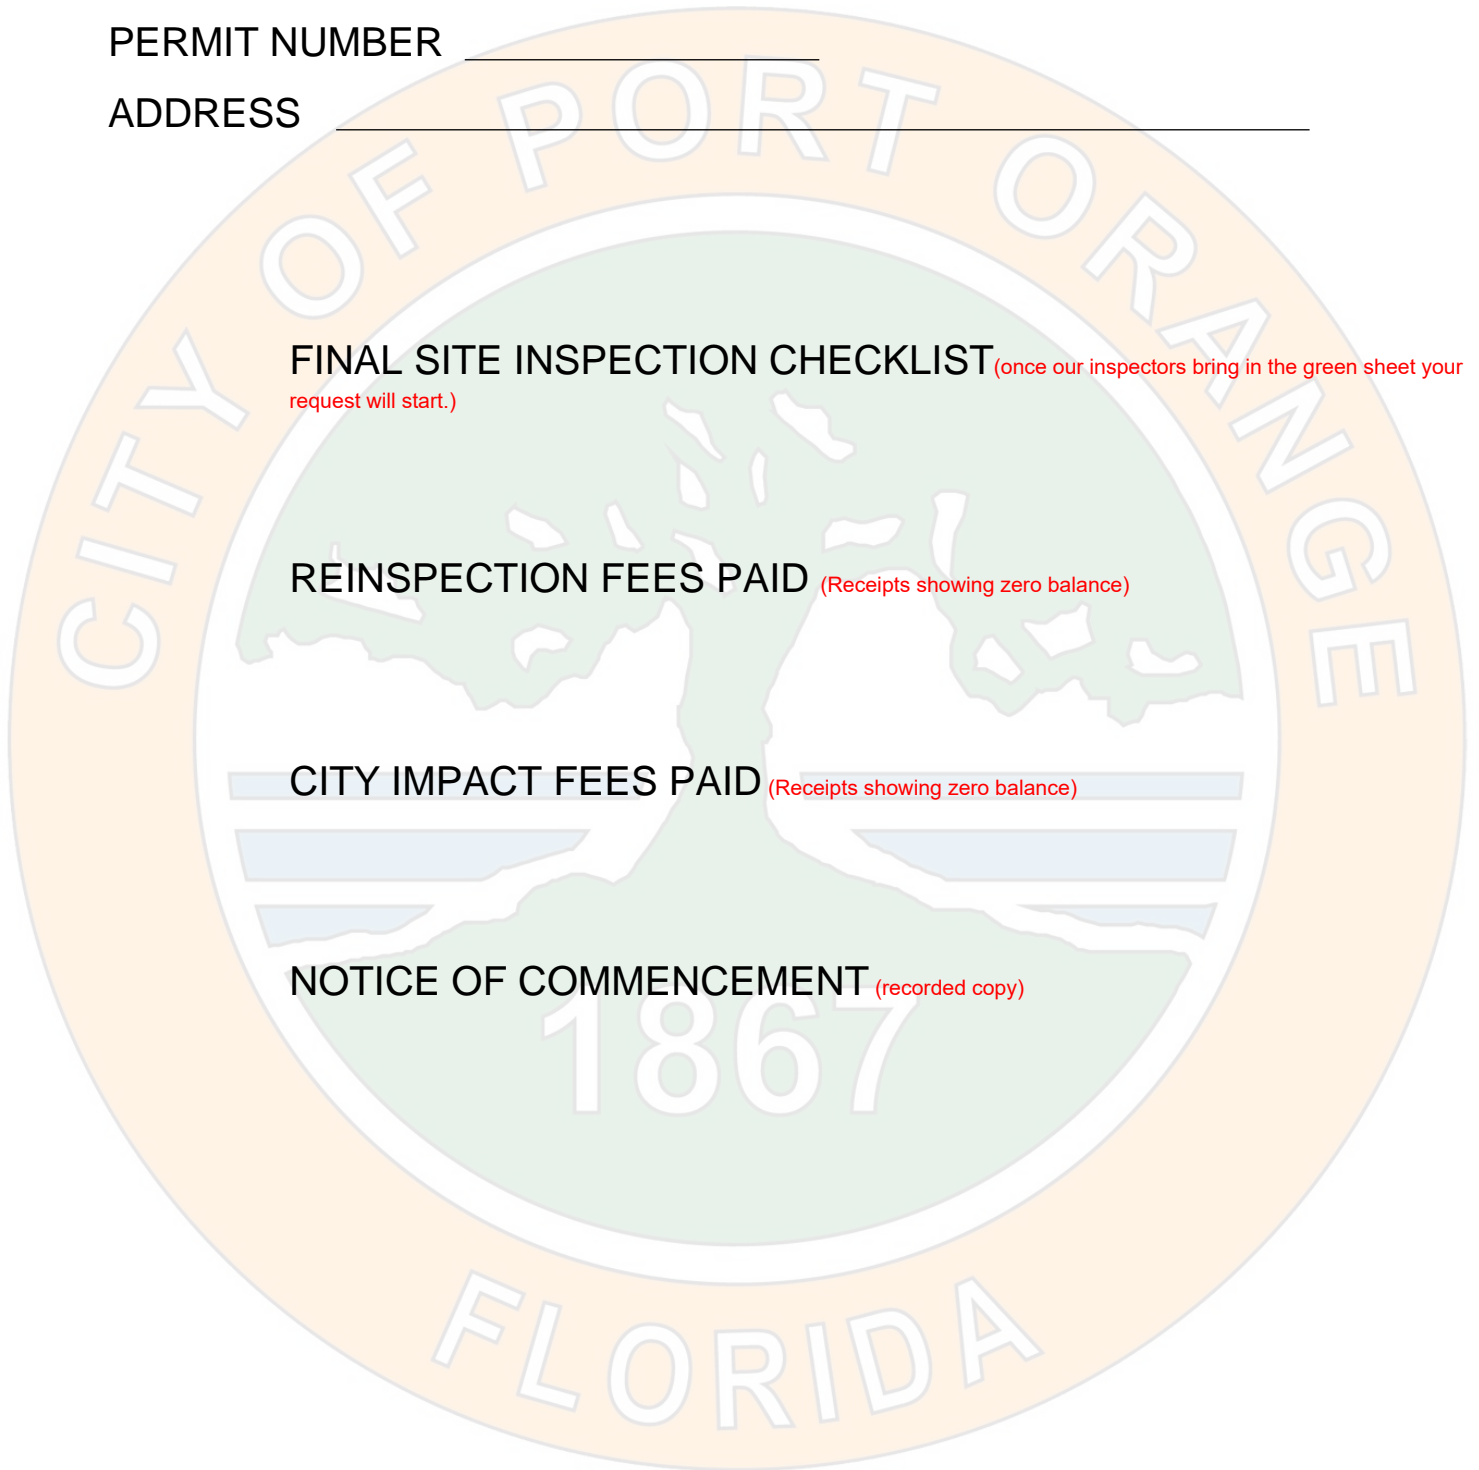 PERMIT NUMBER
ADDRESS
CITY OF PORT ORANGE
FINAL SITE INSPECTION CHECKLIST(once our inspectors bring in the green sheet your
request will start.)
REINSPECTION FEES PAID (Receipts showing zero balance)
CITY IMPACT FEES PAID (Receipts showing zero balance)
NOTICE OF COMMENCEMENT (recorded copy)
1867
FLORIDA